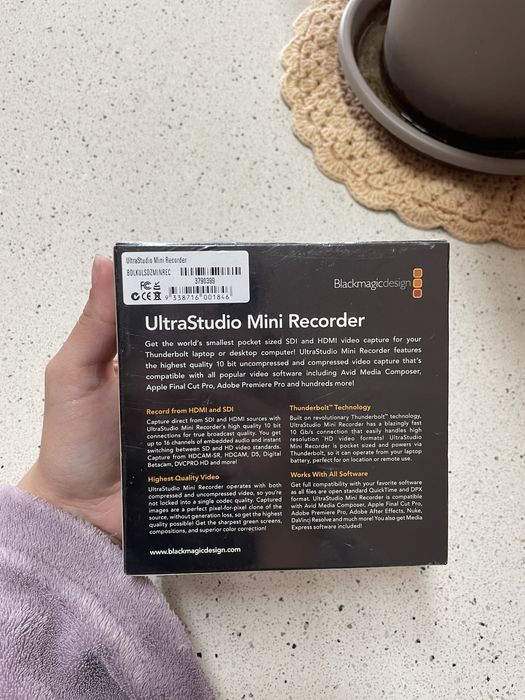 UltraStudio Mini Recorder
BDLKULSDZMINREC
3790399
FC CE
9 338716 001846
Blackmagicdesign
UltraStudio Mini Recorder
Get the world's smallest pocket sized SDI and HDMI video capture for your
Thunderbolt laptop or desktop computer! UltraStudio Mini Recorder features
the highest quality 10 bit uncompressed and compressed video capture that's
compatible with all popular video software including Avid Media Composer,
Apple Final Cut Pro, Adobe Premiere Pro and hundreds more!
Record from HDMI and SDI
Capture direct from SDI and HDMI sources with
UltraStudio Mini Recorder's high quality 10 bit
connections for true broadcast quality. You get
up to 16 channels of embedded audio and instant
switching between SD and HD video standards.
Capture from HDCAM-SR, HDCAM, D5, Digital
Betacam, DVCPRO HD and more!
Highest Quality Video
UltraStudio Mini Recorder operates with both
compressed and uncompressed video, so you're
not locked into a single codec quality. Captured
images are a perfect pixel-for-pixel clone of the
source, without generation loss, so get the highest
quality possible! Get the sharpest green screens,
compositions, and superior color correction!
Thunderbolt™ Technology
Built on revolutionary Thunderbolt™ technology,
UltraStudio Mini Recorder has a blazingly fast
10 Gb/s connection that easily handles high
resolution HD video formats! UltraStudio
Mini Recorder is pocket sized and powers via
Thunderbolt, so it can operate from your laptop
battery, perfect for on location or remote use.
Works With All Software
Get full compatibility with your favorite software
as all files are open standard QuickTime and DPX
format. UltraStudio Mini Recorder is compatible
with Avid Media Composer, Apple Final Cut Pro,
Adobe Premiere Pro, Adobe After Effects, Nuke,
DaVinci Resolve and much more! You also get Media
Express software included!
www.blackmagicdesign.com